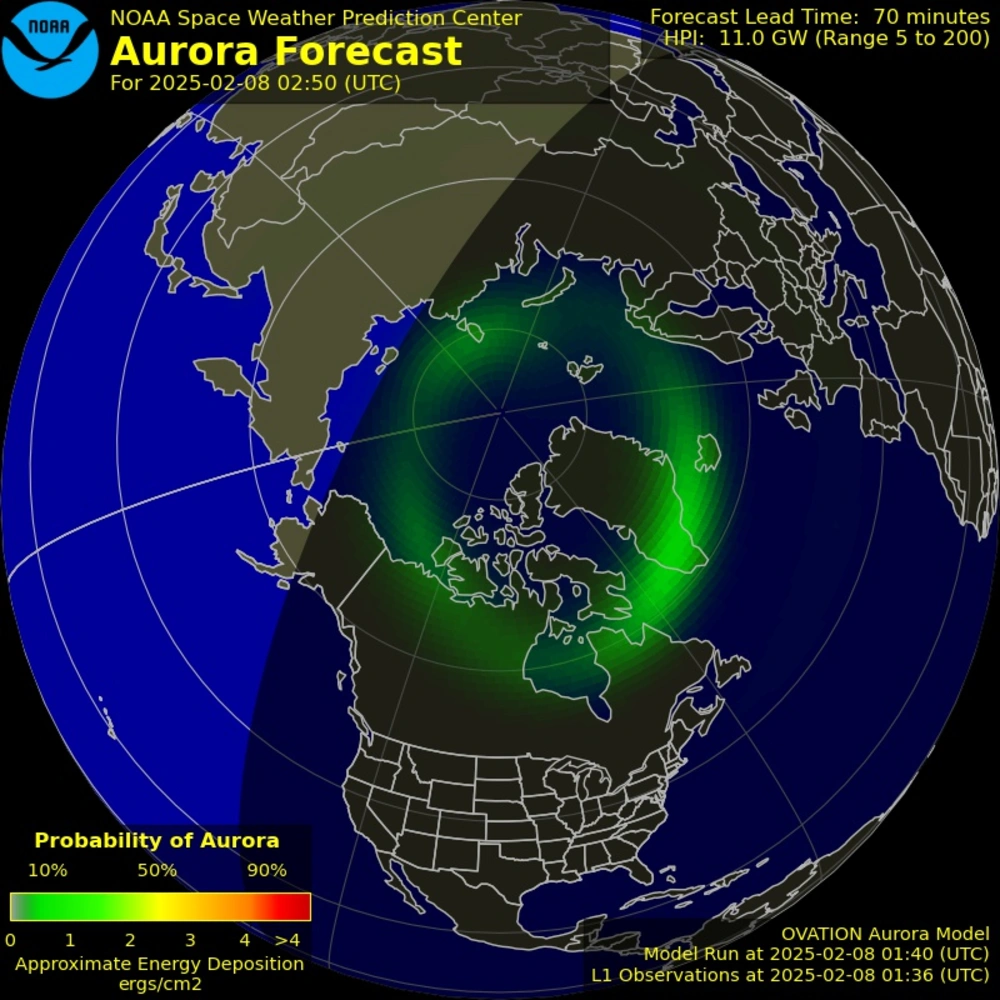 NOAA
NOAA Space Weather Prediction Center
Aurora Forecast
For 2025-02-08 02:50 (UTC)
Forecast Lead Time: 70 minutes
HPI: 11.0 GW (Range 5 to 200)
Probability of Aurora
10% 50% 90%
0 1 2 3 4 >4
Approximate Energy Deposition
ergs/cm2
OVATION Aurora Model
Model Run at 2025-02-08 01:40 (UTC)
L1 Observations at 2025-02-08 01:36 (UTC)